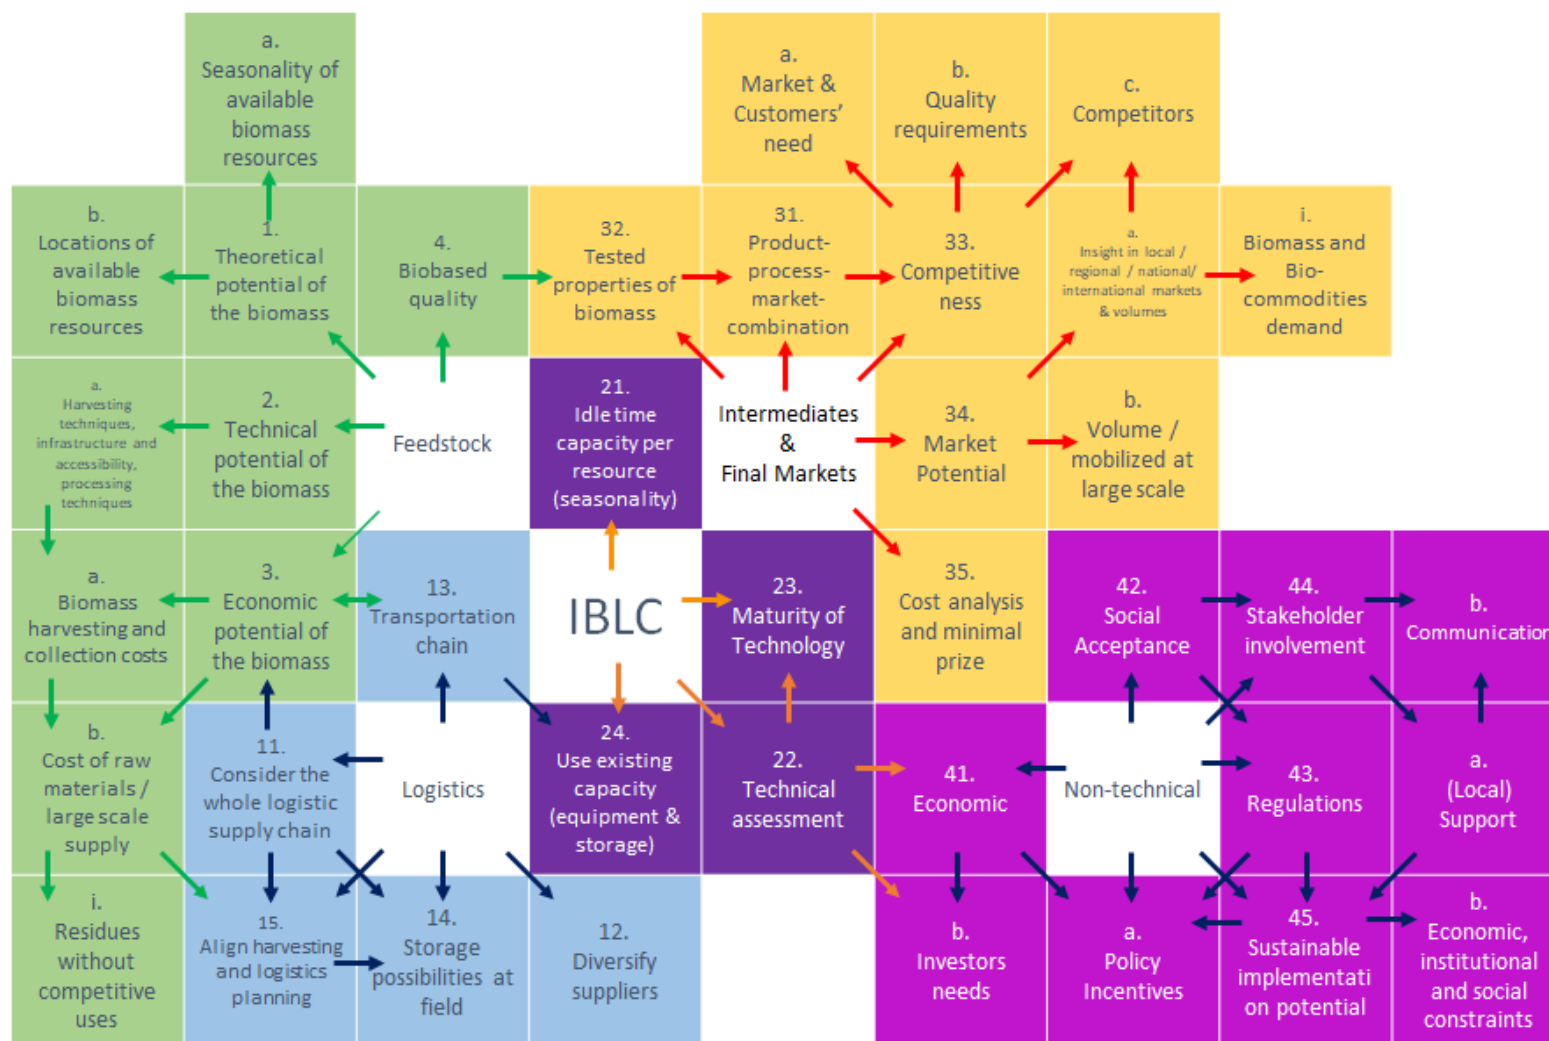 a.
Seasonality of
available
biomass
resources
a.
Market &
Customers’
need
b.
Quality
requirements
c.
Competitors
b.
Locations of
available
biomass
resources
1.
Theoretical
potential of
the biomass
4.
Biobased
quality
32.
Tested
properties of
biomass
31.
Product-
process-
market-
combination
33.
Competitive
ness
a.
Insight in local /
regional / national/
international markets
& volumes
i.
Biomass and
Bio-
commodities
demand
a.
Harvesting
techniques,
infrastructure and
accessibility,
processing
techniques
2.
Technical
potential of
the biomass
Feedstock
21.
Idle time
capacity per
resource
(seasonality)
Intermediates
&
Final Markets
34.
Market
Potential
b.
Volume /
mobilized at
large scale
a.
Biomass
harvesting and
collection costs
3.
Economic
potential of
the biomass
13.
Transportation
chain
IBLC
23.
Maturity of
Technology
35.
Cost analysis
and minimal
prize
42.
Social
Acceptance
44.
Stakeholder
involvement
b.
Communication
b.
Cost of raw
materials /
large scale
supply
11.
Consider the
whole logistic
supply chain
Logistics
24.
Use existing
capacity
(equipment &
storage)
22.
Technical
assessment
41.
Economic
Non-technical
43.
Regulations
a.
(Local)
Support
i.
Residues
without
competitive
uses
15.
Align harvesting
and logistics
planning
14.
Storage
possibilities at
field
12.
Diversify
suppliers
b.
Investors
needs
a.
Policy
Incentives
45.
Sustainable
implementati
on potential
b.
Economic,
institutional
and social
constraints